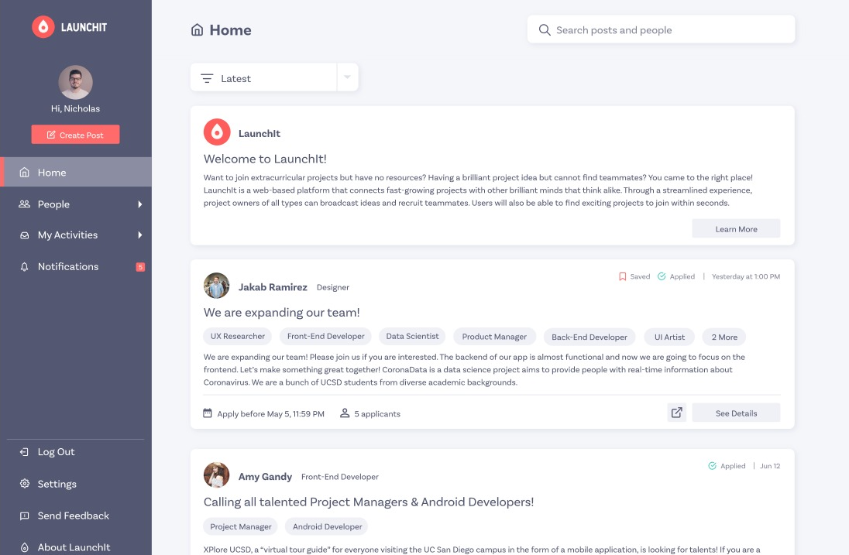 LAUNCHIT
Hi, Nicholas
Create Post
Home
People
My Activities
Notifications
5
Log Out
Settings
Send Feedback
About LaunchIt
Home
Search posts and people
Latest
LaunchIt
Welcome to LaunchIt!
Want to join extracurricular projects but have no resources? Having a brilliant project idea but cannot find teammates? You came to the right place!
LaunchIt is a web-based platform that connects fast-growing projects with other brilliant minds that think alike. Through a streamlined experience,
project owners of all types can broadcast ideas and recruit teammates. Users will also be able to find exciting projects to join within seconds.
Learn More
Jakab Ramirez Designer
Saved Applied | Yesterday at 1:00 PM
We are expanding our team!
UX Researcher Front-End Developer Data Scientist Product Manager Back-End Developer UI Artist 2 More
We are expanding our team! Please join us if you are interested. The backend of our app is almost functional and now we are going to focus on the
frontend. Let's make something great together! CoronaData is a data science project aims to provide people with real-time information about
Coronavirus. We are a bunch of UCSD students from diverse academic backgrounds.
Apply before May 5, 11:59 PM 5 applicants See Details
Amy Gandy Front-End Developer
Applied | Jun 12
Calling all talented Project Managers & Android Developers!
Project Manager Android Developer
XPlore UCSD, a "virtual tour guide" for everyone visiting the UC San Diego campus in the form of a mobile application, is looking for talents! If you are a